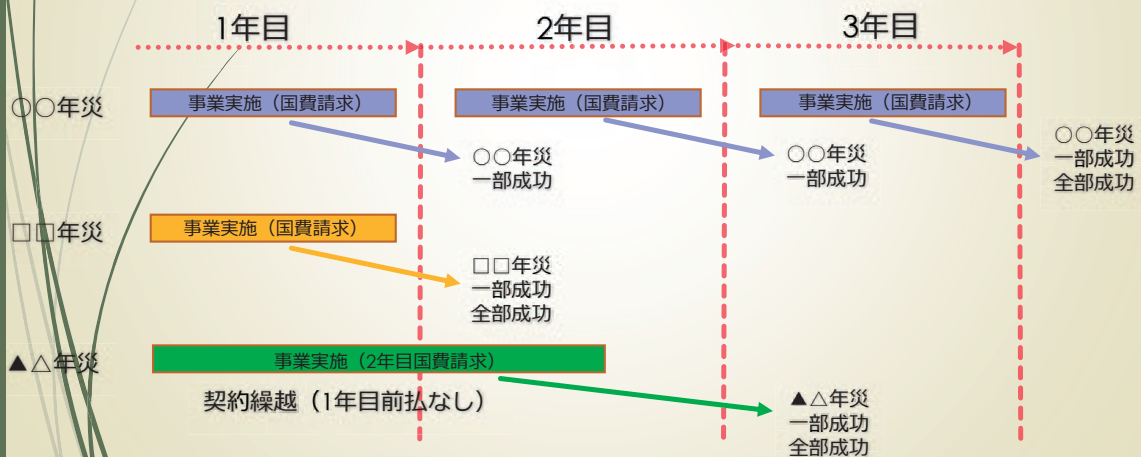 1年目
2年目
3年目
○○年災
事業実施（国費請求）
事業実施（国費請求）
事業実施（国費請求）
○○年災
一部成功
○○年災
一部成功
○○年災
一部成功
全部成功
□□年災
事業実施（国費請求）
□□年災
一部成功
全部成功
▲△年災
事業実施（2年目国費請求）
契約繰越（1年目前払なし）
▲△年災
一部成功
全部成功